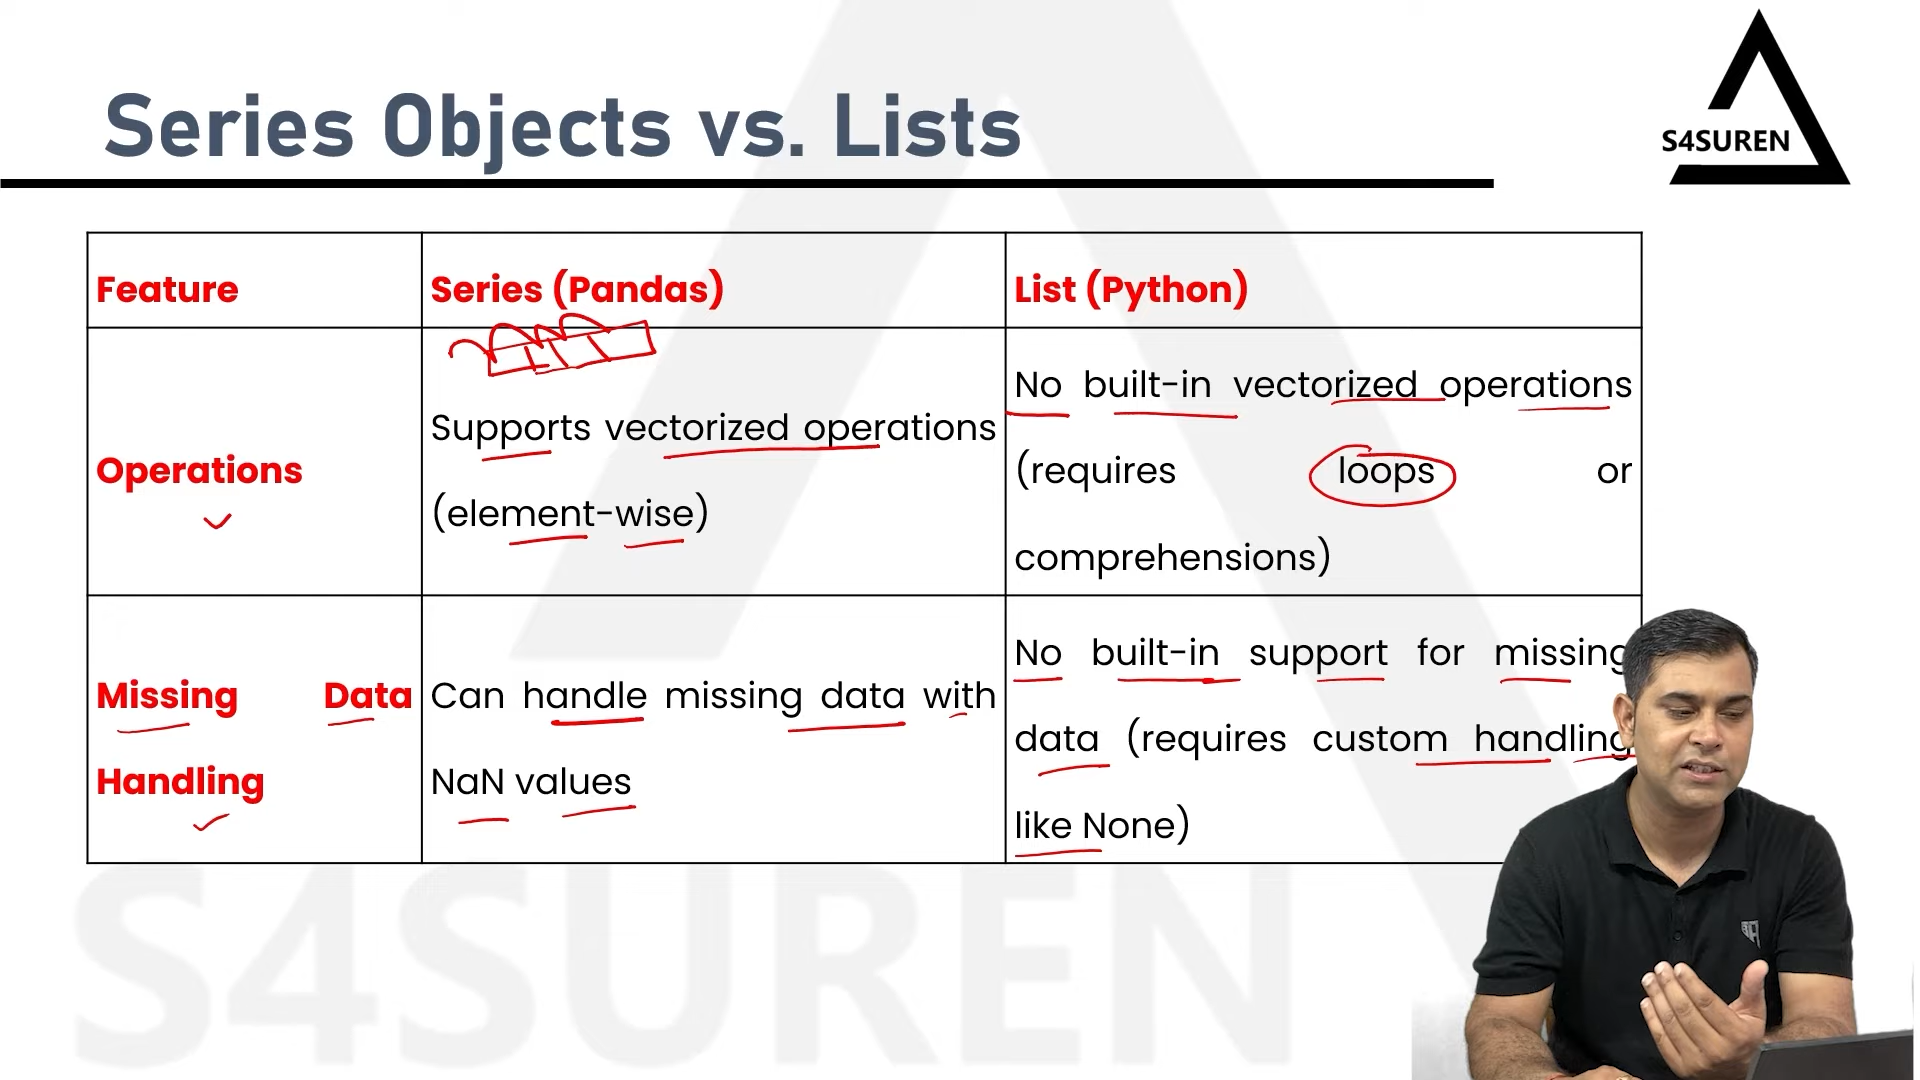 Series Objects vs. Lists
S4SUREN
Feature
Series (Pandas)
List (Python)
Operations
Supports vectorized operations
(element-wise)
No built-in vectorized operations
(requires loops or
comprehensions)
Missing Data
Handling
Can handle missing data with
NaN values
No built-in support for missing
data (requires custom handling
like None)
S4SUREN